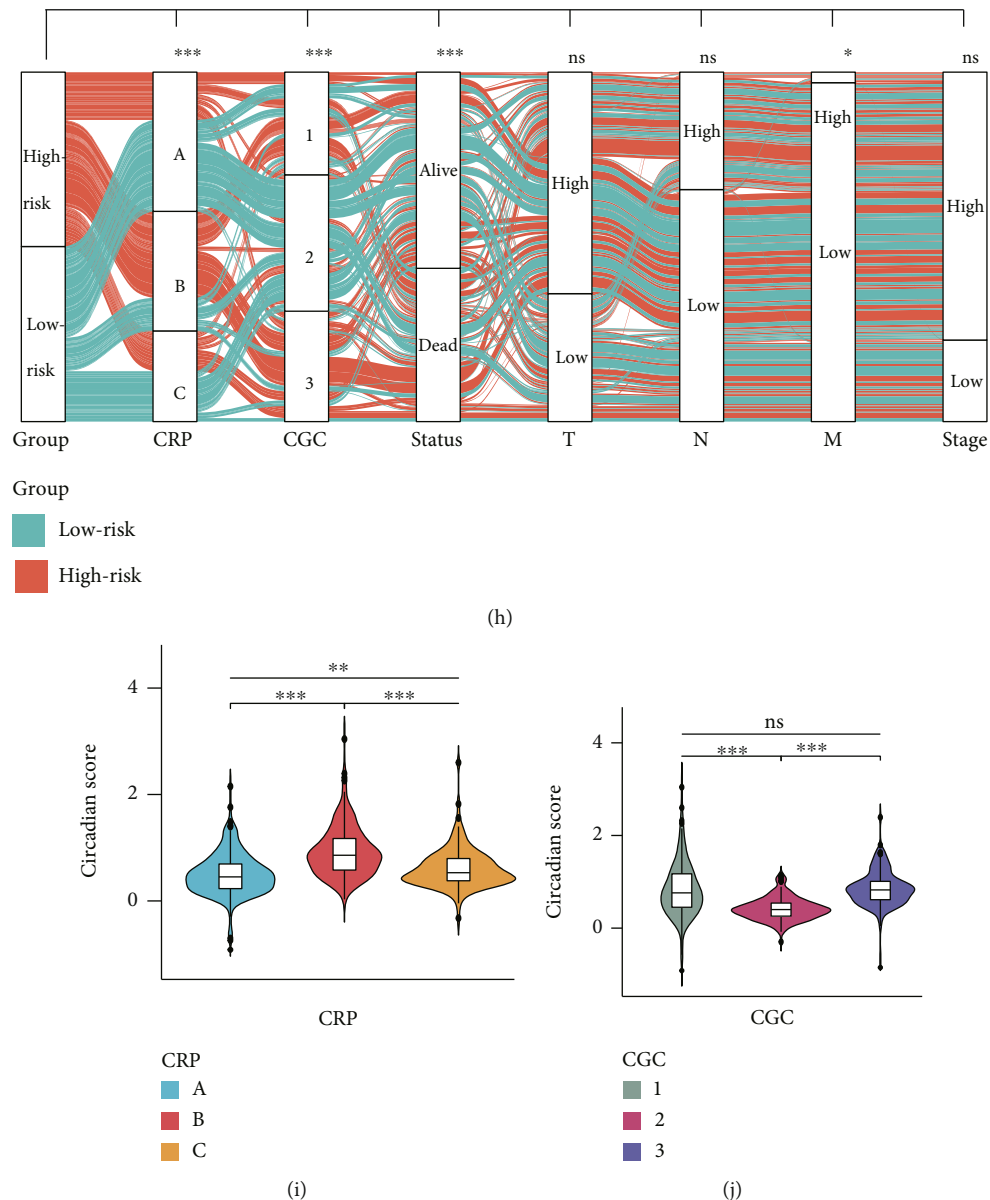 *** *** *** ns ns * ns
High-
risk
Low-
risk
A
B
C
1
2
3
Alive
Dead
High
Low
High
Low
High
Low
High
Low
Group CRP CGC Status T N M Stage
Group
Low-risk
High-risk
(h)
**
*** ***
4
2
0
Circadian score
CRP
CRP
A
B
C
(i)
ns
*** ***
4
2
0
Circadian score
CGC
CGC
1
2
3
(j)